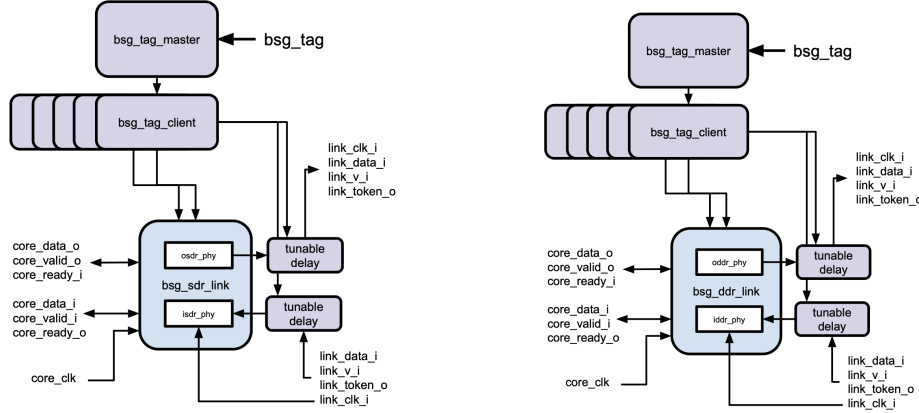 bsg_tag_master
bsg_tag
bsg_tag_client
link_clk_i
link_data_i
link_v_i
link_token_o
core_data_o
core_valid_o
core_ready_i
osdr_phy
tunable
delay
bsg_sdr_link
core_data_i
core_valid_i
core_ready_o
isdr_phy
tunable
delay
core_clk
link_data_i
link_v_i
link_token_o
link_clk_i
bsg_tag_master
bsg_tag
bsg_tag_client
link_clk_i
link_data_i
link_v_i
link_token_o
core_data_o
core_valid_o
core_ready_i
oddr_phy
tunable
delay
bsg_ddr_link
core_data_i
core_valid_i
core_ready_o
iddr_phy
tunable
delay
core_clk
link_data_i
link_v_i
link_token_o
link_clk_i